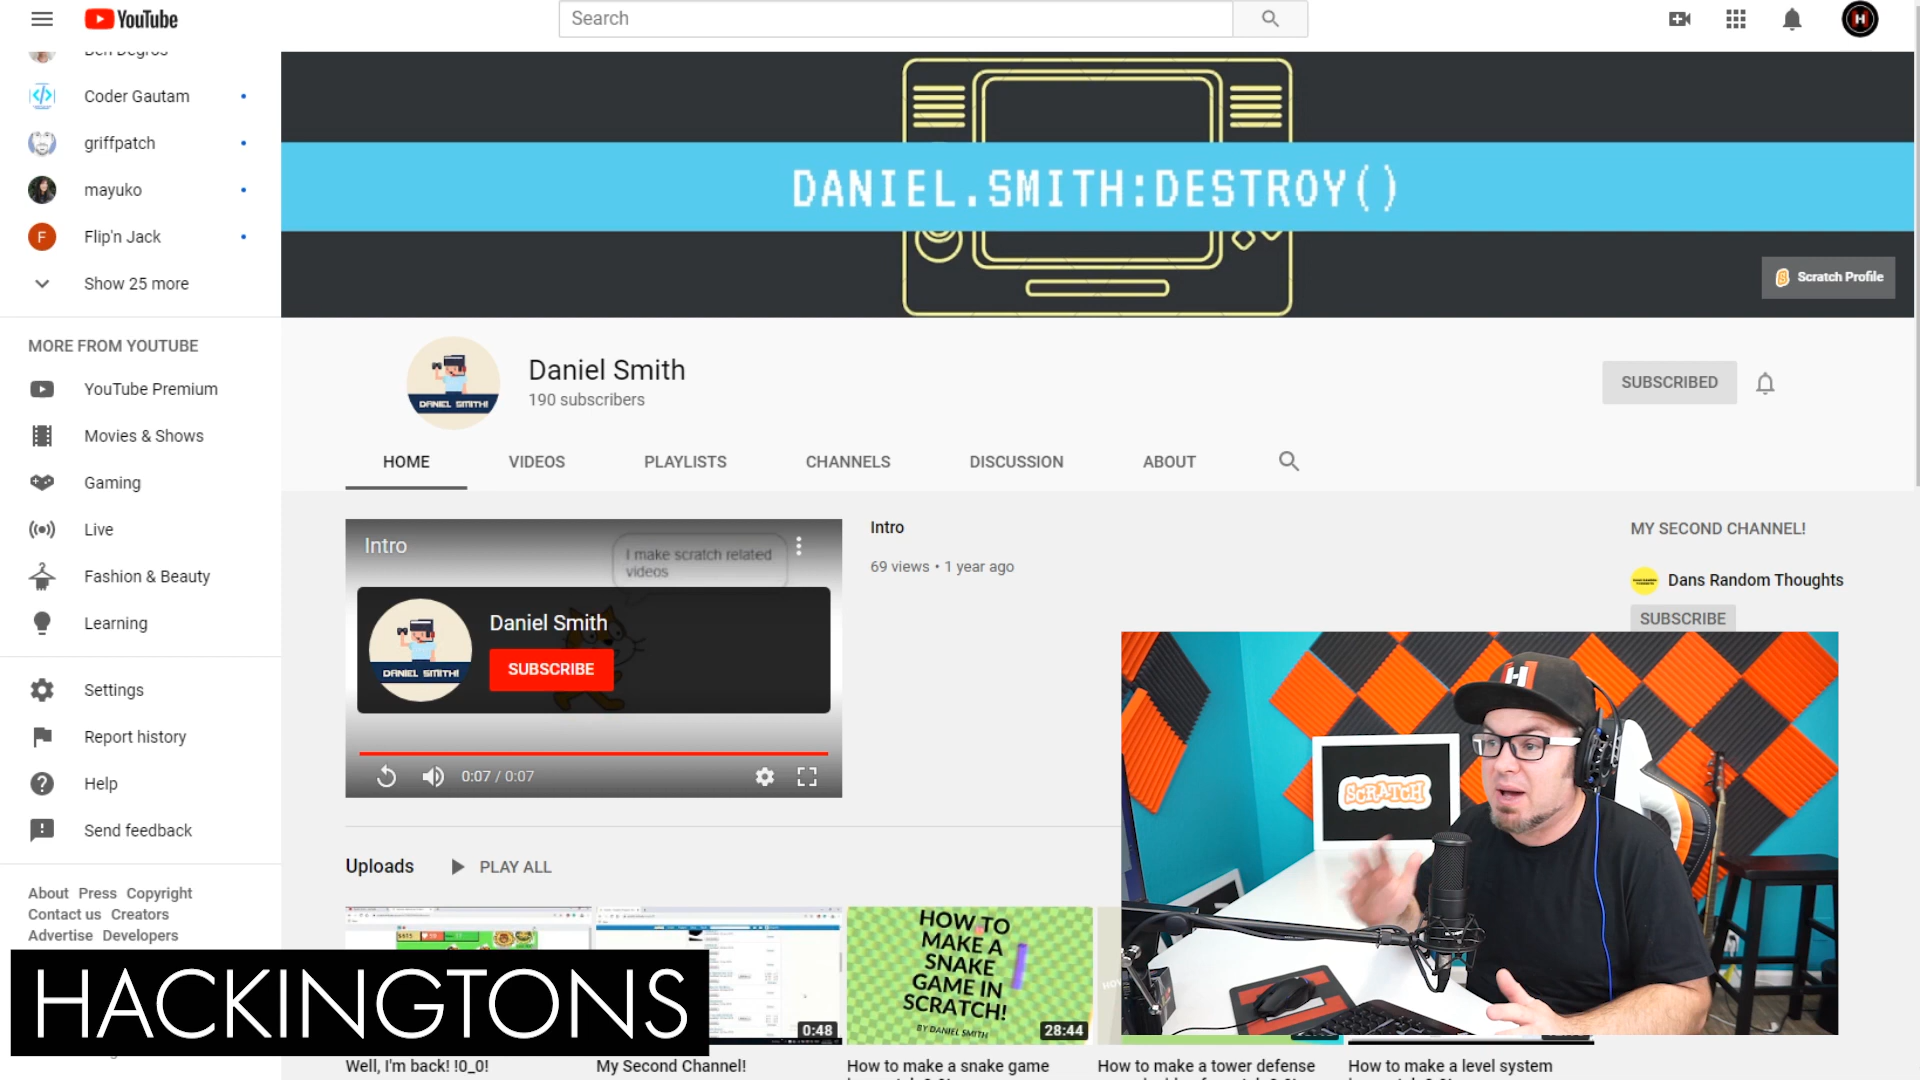 YouTube
Search
Ben Degros
Coder Gautam
griffpatch
mayuko
F
Flip'n Jack
Show 25 more
MORE FROM YOUTUBE
YouTube Premium
Movies & Shows
Gaming
Live
Fashion & Beauty
Learning
Settings
Report history
Help
Send feedback
About Press Copyright
Contact us Creators
Advertise Developers
HACKINGTONS
DANIEL.SMITH:DESTROY()
Scratch Profile
DANIEL SMITH!
Daniel Smith
190 subscribers
SUBSCRIBED
HOME
VIDEOS
PLAYLISTS
CHANNELS
DISCUSSION
ABOUT
Intro
I make scratch related
videos
DANIEL SMITH!
Daniel Smith
SUBSCRIBE
0:07 / 0:07
Intro
69 views • 1 year ago
MY SECOND CHANNEL!
Dans Random Thoughts
SUBSCRIBE
H
SCRATCH
Uploads
PLAY ALL
0:48
HOW TO
MAKE A
SNAKE
GAME IN
SCRATCH!
BY DANIEL SMITH
28:44
Well, I'm back! !0_0!
My Second Channel!
How to make a snake game
How to make a tower defense
How to make a level system